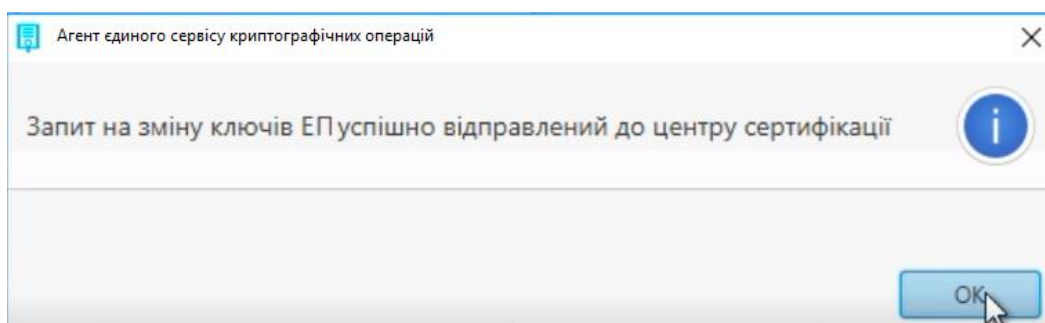 Агент єдиного сервісу криптографічних операцій
Запит на зміну ключів ЕП успішно відправлений до центру сертифікації
OK